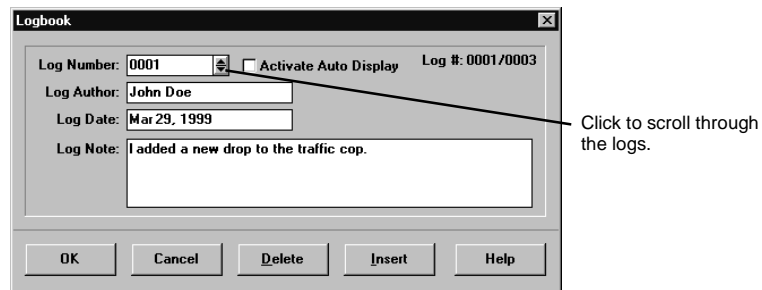 Logbook
Log Number: 0001 Activate Auto Display Log #: 0001/0003
Log Author: John Doe
Log Date: Mar 29, 1999
Log Note: I added a new drop to the traffic cop.
Click to scroll through
the logs.
OK Cancel Delete Insert Help